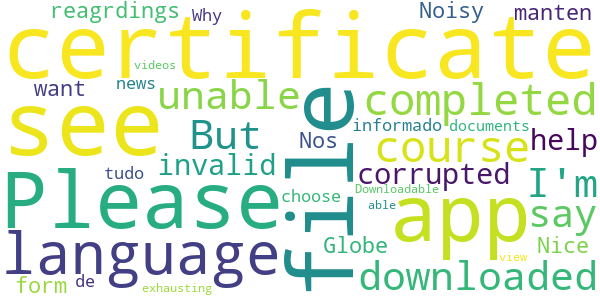 reagrdings Why Noisy manten
certificate
videos
want news unable completed
see But Nos informado documents help
file
tudo invalid course
corrupted I'm
Please choose Downloadable able app say
language Globe Nice
view
form de exhausting downloaded